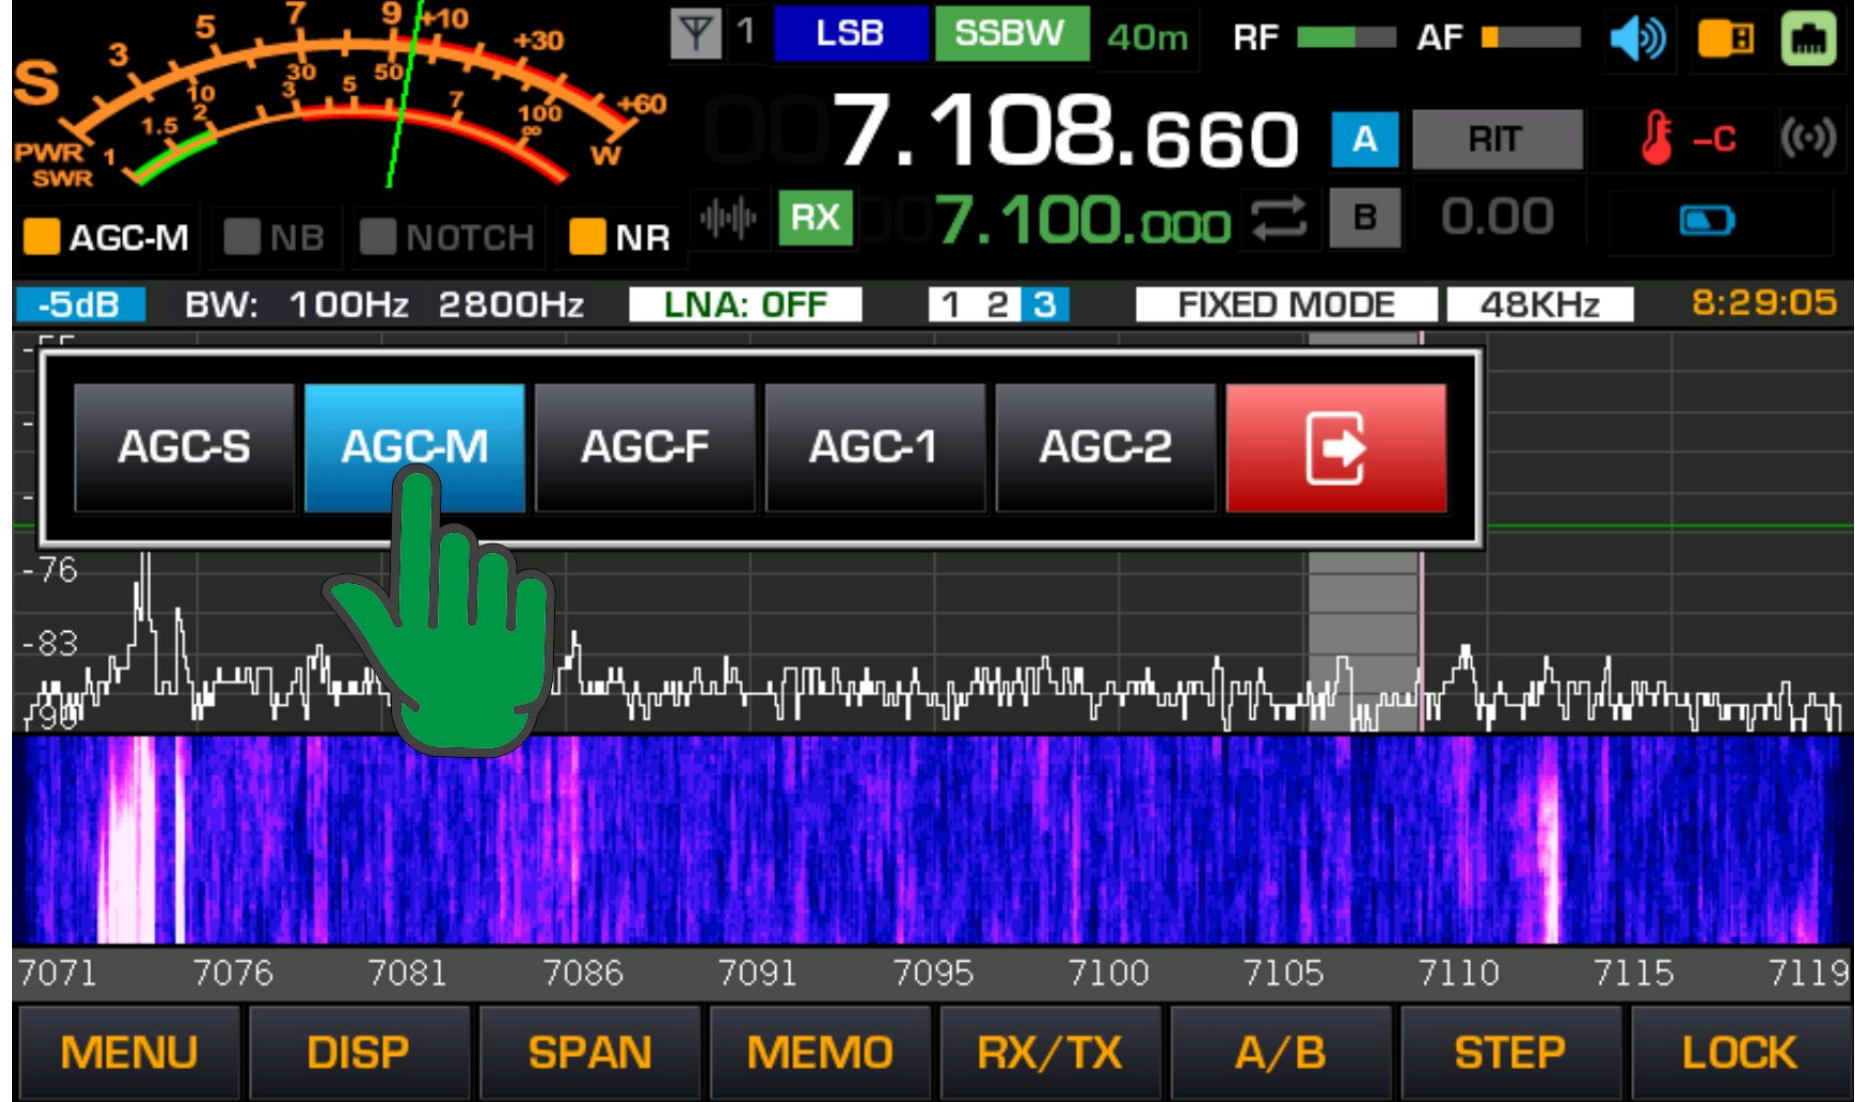 S 3 5 7 9 +10 +30 +60
10 30 50 100 W
PWR 1 1.5 2 3 5 7 ∞
SWR
1 LSB SSBW 40m RF AF
7.108.660 A RIT -C
RX 7.100.000 B 0.00
AGC-M NB NOTCH NR
-5dB BW: 100Hz 2800Hz LNA: OFF 1 2 3 FIXED MODE 48KHz 8:29:05
AGC-S AGC-M AGC-F AGC-1 AGC-2
-76
-83
-90
7071 7076 7081 7086 7091 7095 7100 7105 7110 7115 7119
MENU DISP SPAN MEMO RX/TX A/B STEP LOCK